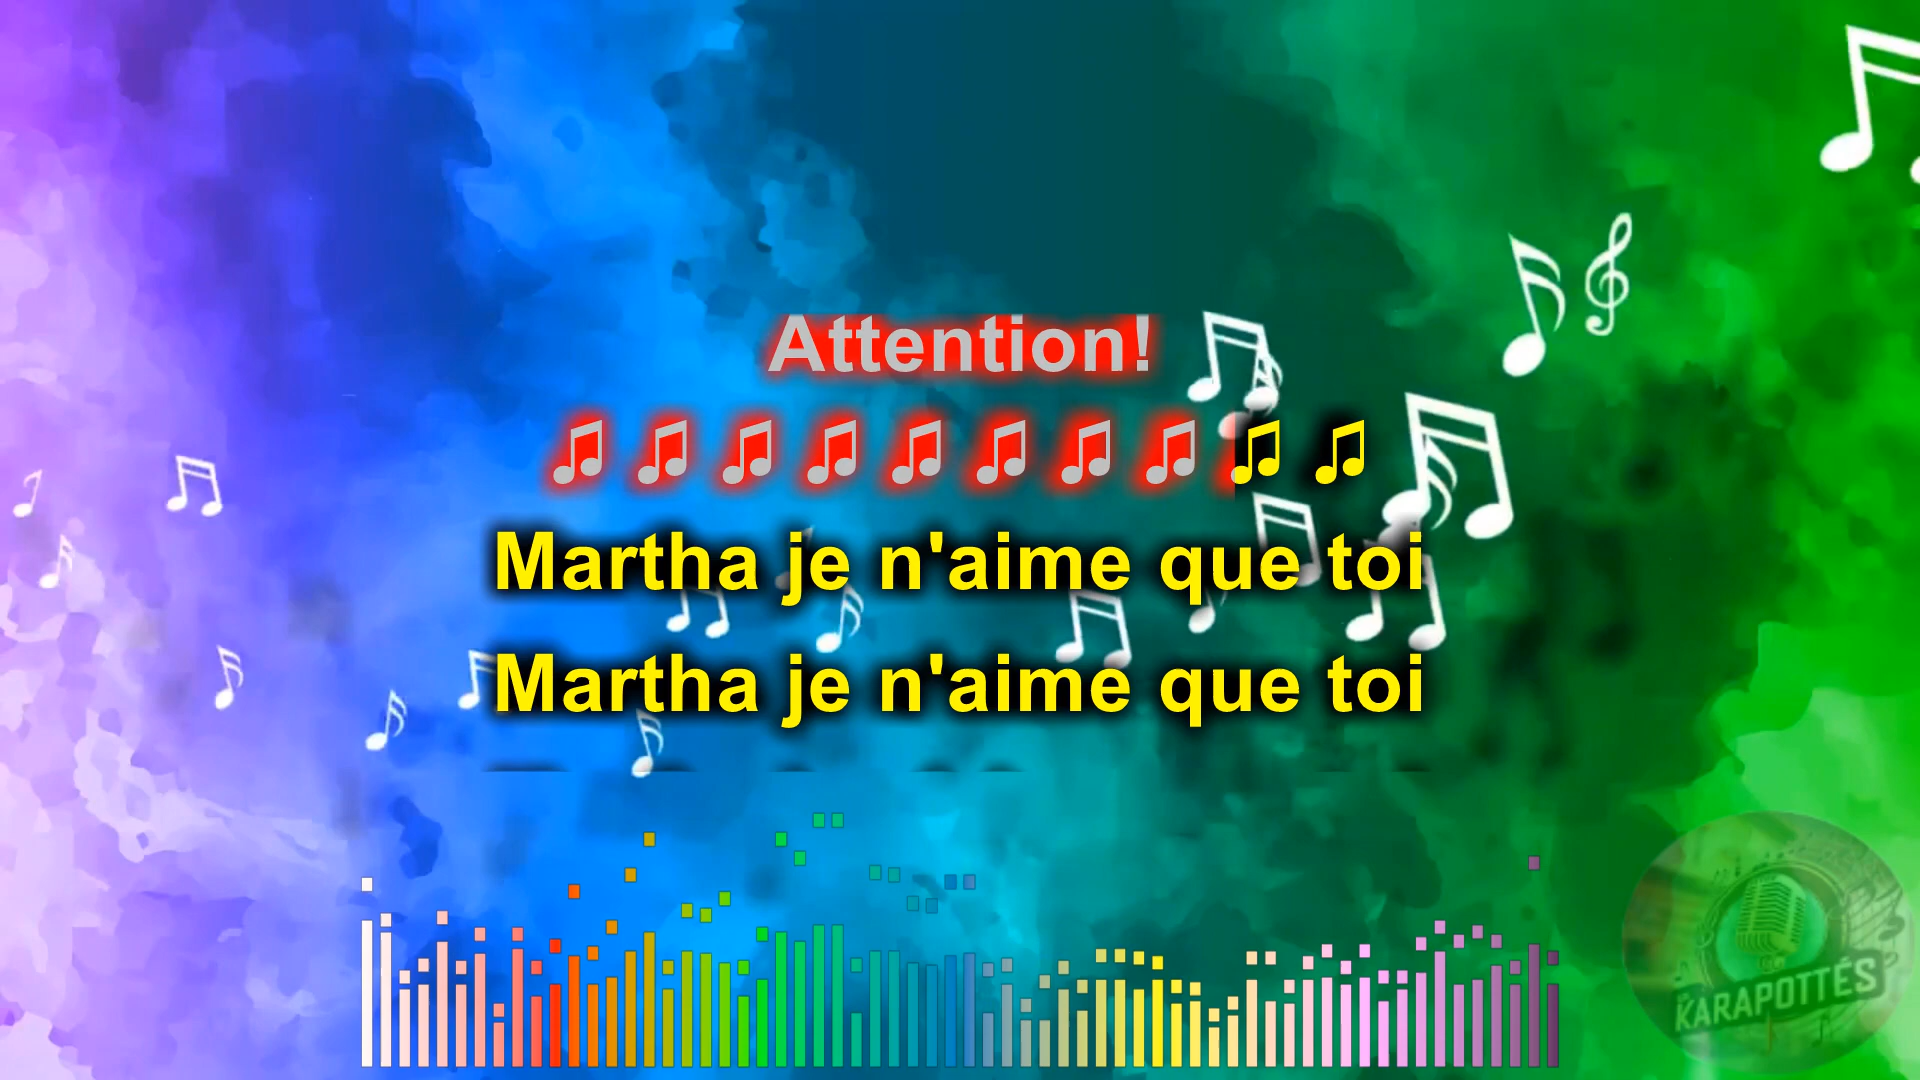 Attention!
♫ ♫ ♫ ♫ ♫ ♫ ♫ ♫ ♫ ♫
Martha je n'aime que toi
Martha je n'aime que toi
KARAPOTTÉS